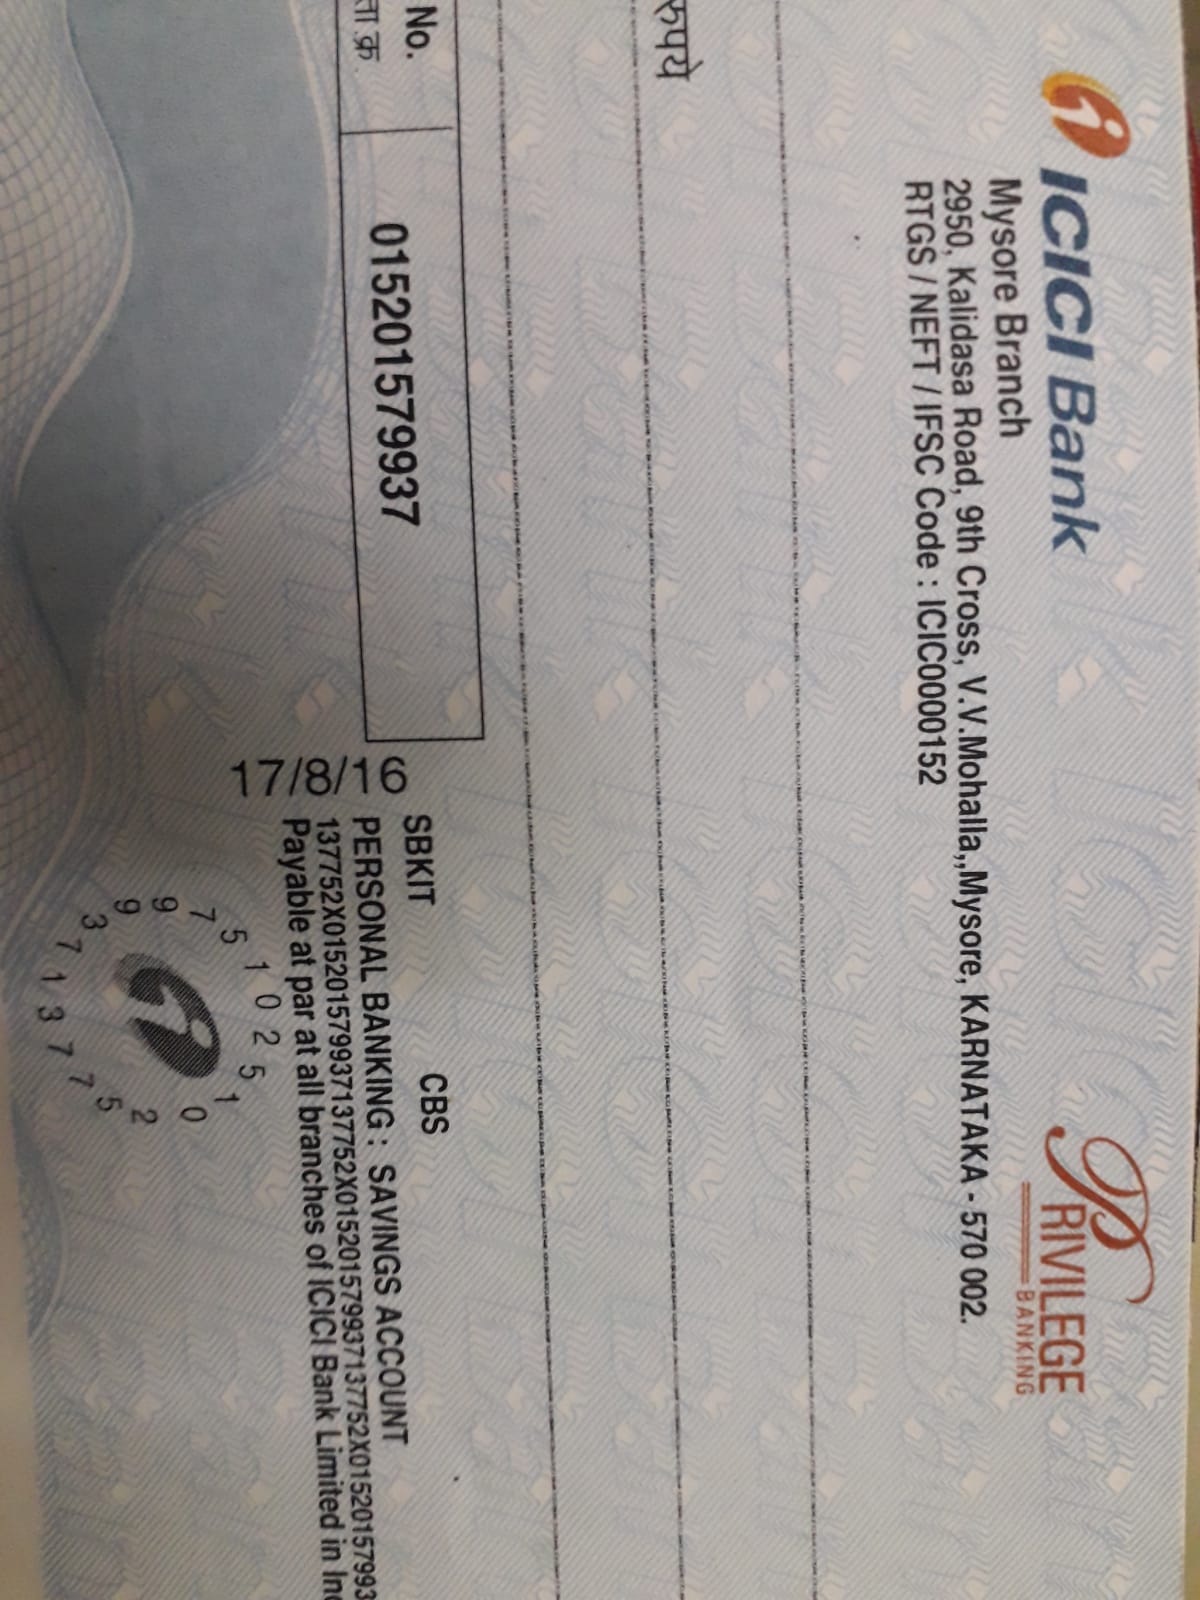 ICICI Bank
PRIVILEGE
BANKING
Mysore Branch
2950, Kalidasa Road, 9th Cross, V.V.Mohalla,,Mysore, KARNATAKA - 570 002.
RTGS / NEFT / IFSC Code : ICIC0000152
रुपये
No.
015201579937
SBKIT CBS
17/8/16
PERSONAL BANKING : SAVINGS ACCOUNT
137752X015201579937137752X015201579937137752X01520157993
Payable at par at all branches of ICICI Bank Limited in
7 5 1 0 2 5 1 0
9 9 3 7 1 3 7 7 5 2